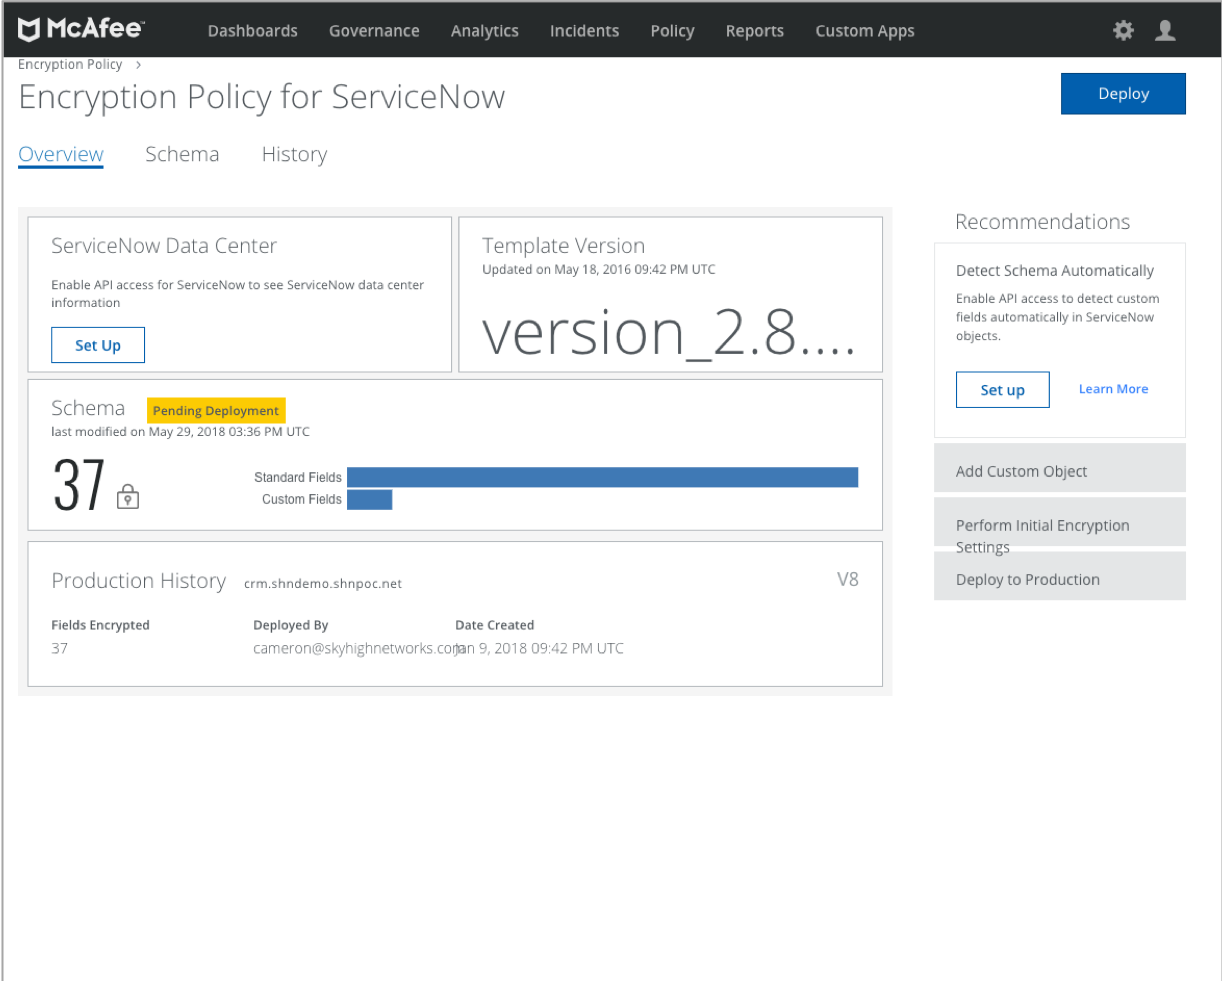 McAfee™
Dashboards Governance Analytics Incidents Policy Reports Custom Apps
Encryption Policy >
Encryption Policy for ServiceNow
Deploy
Overview Schema History
ServiceNow Data Center
Enable API access for ServiceNow to see ServiceNow data center
information
Set Up
Template Version
Updated on May 18, 2016 09:42 PM UTC
version_2.8....
Schema Pending Deployment
last modified on May 29, 2018 03:36 PM UTC
37
Standard Fields
Custom Fields
Production History crm.shndemo.shnpoc.net V8
Fields Encrypted Deployed By Date Created
37 cameron@skyhighnetworks.com Jan 9, 2018 09:42 PM UTC
Recommendations
Detect Schema Automatically
Enable API access to detect custom
fields automatically in ServiceNow
objects.
Set up Learn More
Add Custom Object
Perform Initial Encryption
Settings
Deploy to Production